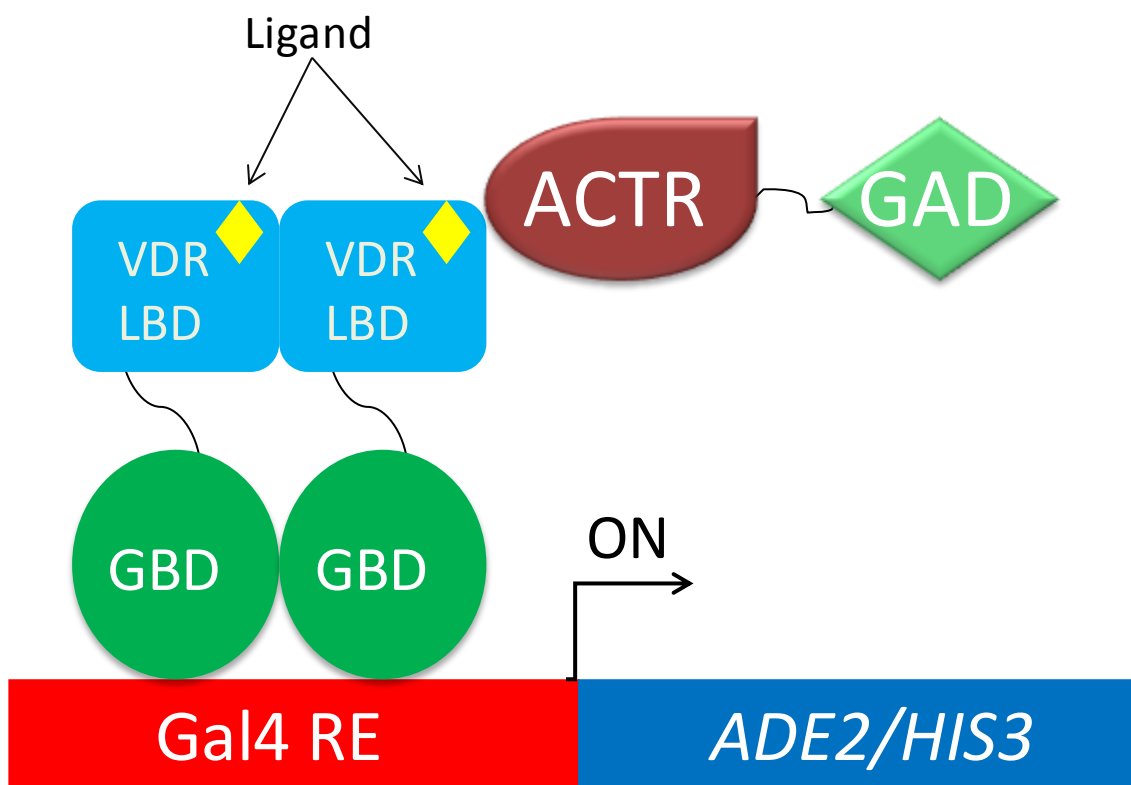 Ligand
ACTR
GAD
VDR
LBD
VDR
LBD
GBD
GBD
ON
Gal4 RE
ADE2/HIS3